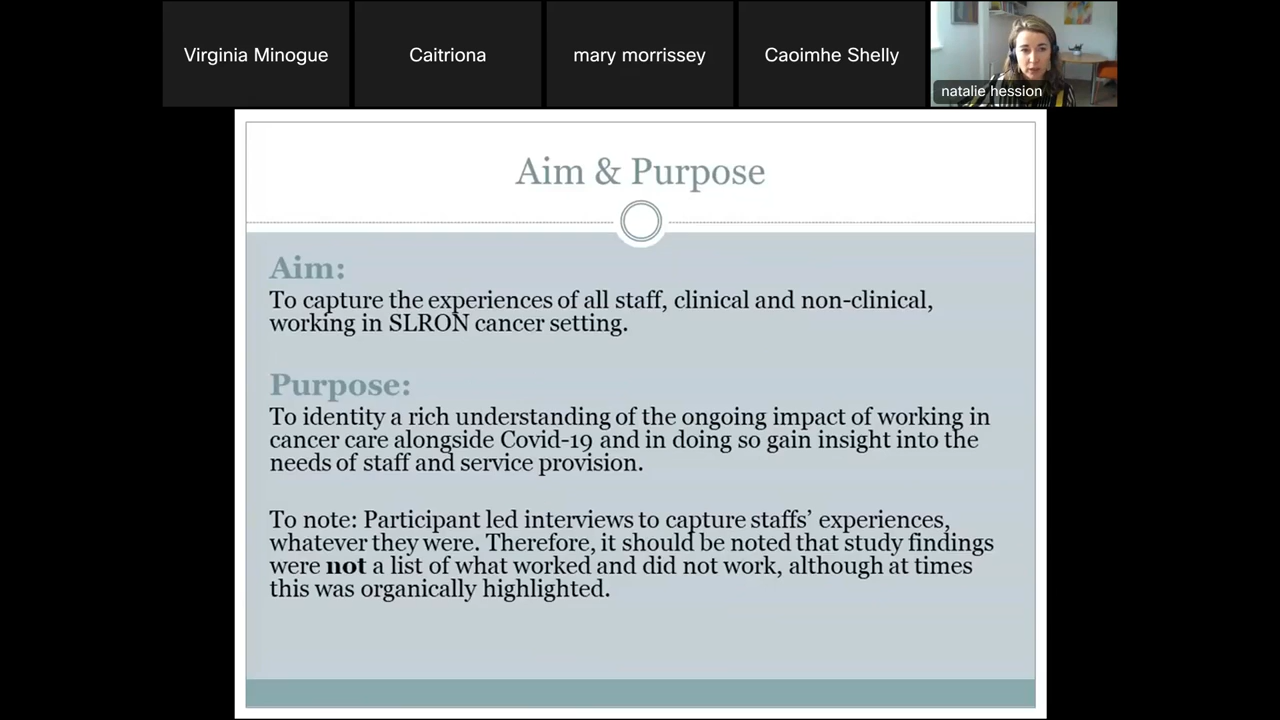 Virginia Minogue
Caitriona
mary morrissey
Caoimhe Shelly
natalie hession
Aim & Purpose
Aim:
To capture the experiences of all staff, clinical and non-clinical,
working in SLRON cancer setting.
Purpose:
To identity a rich understanding of the ongoing impact of working in
cancer care alongside Covid-19 and in doing so gain insight into the
needs of staff and service provision.
To note: Participant led interviews to capture staffs’ experiences,
whatever they were. Therefore, it should be noted that study findings
were not a list of what worked and did not work, although at times
this was organically highlighted.